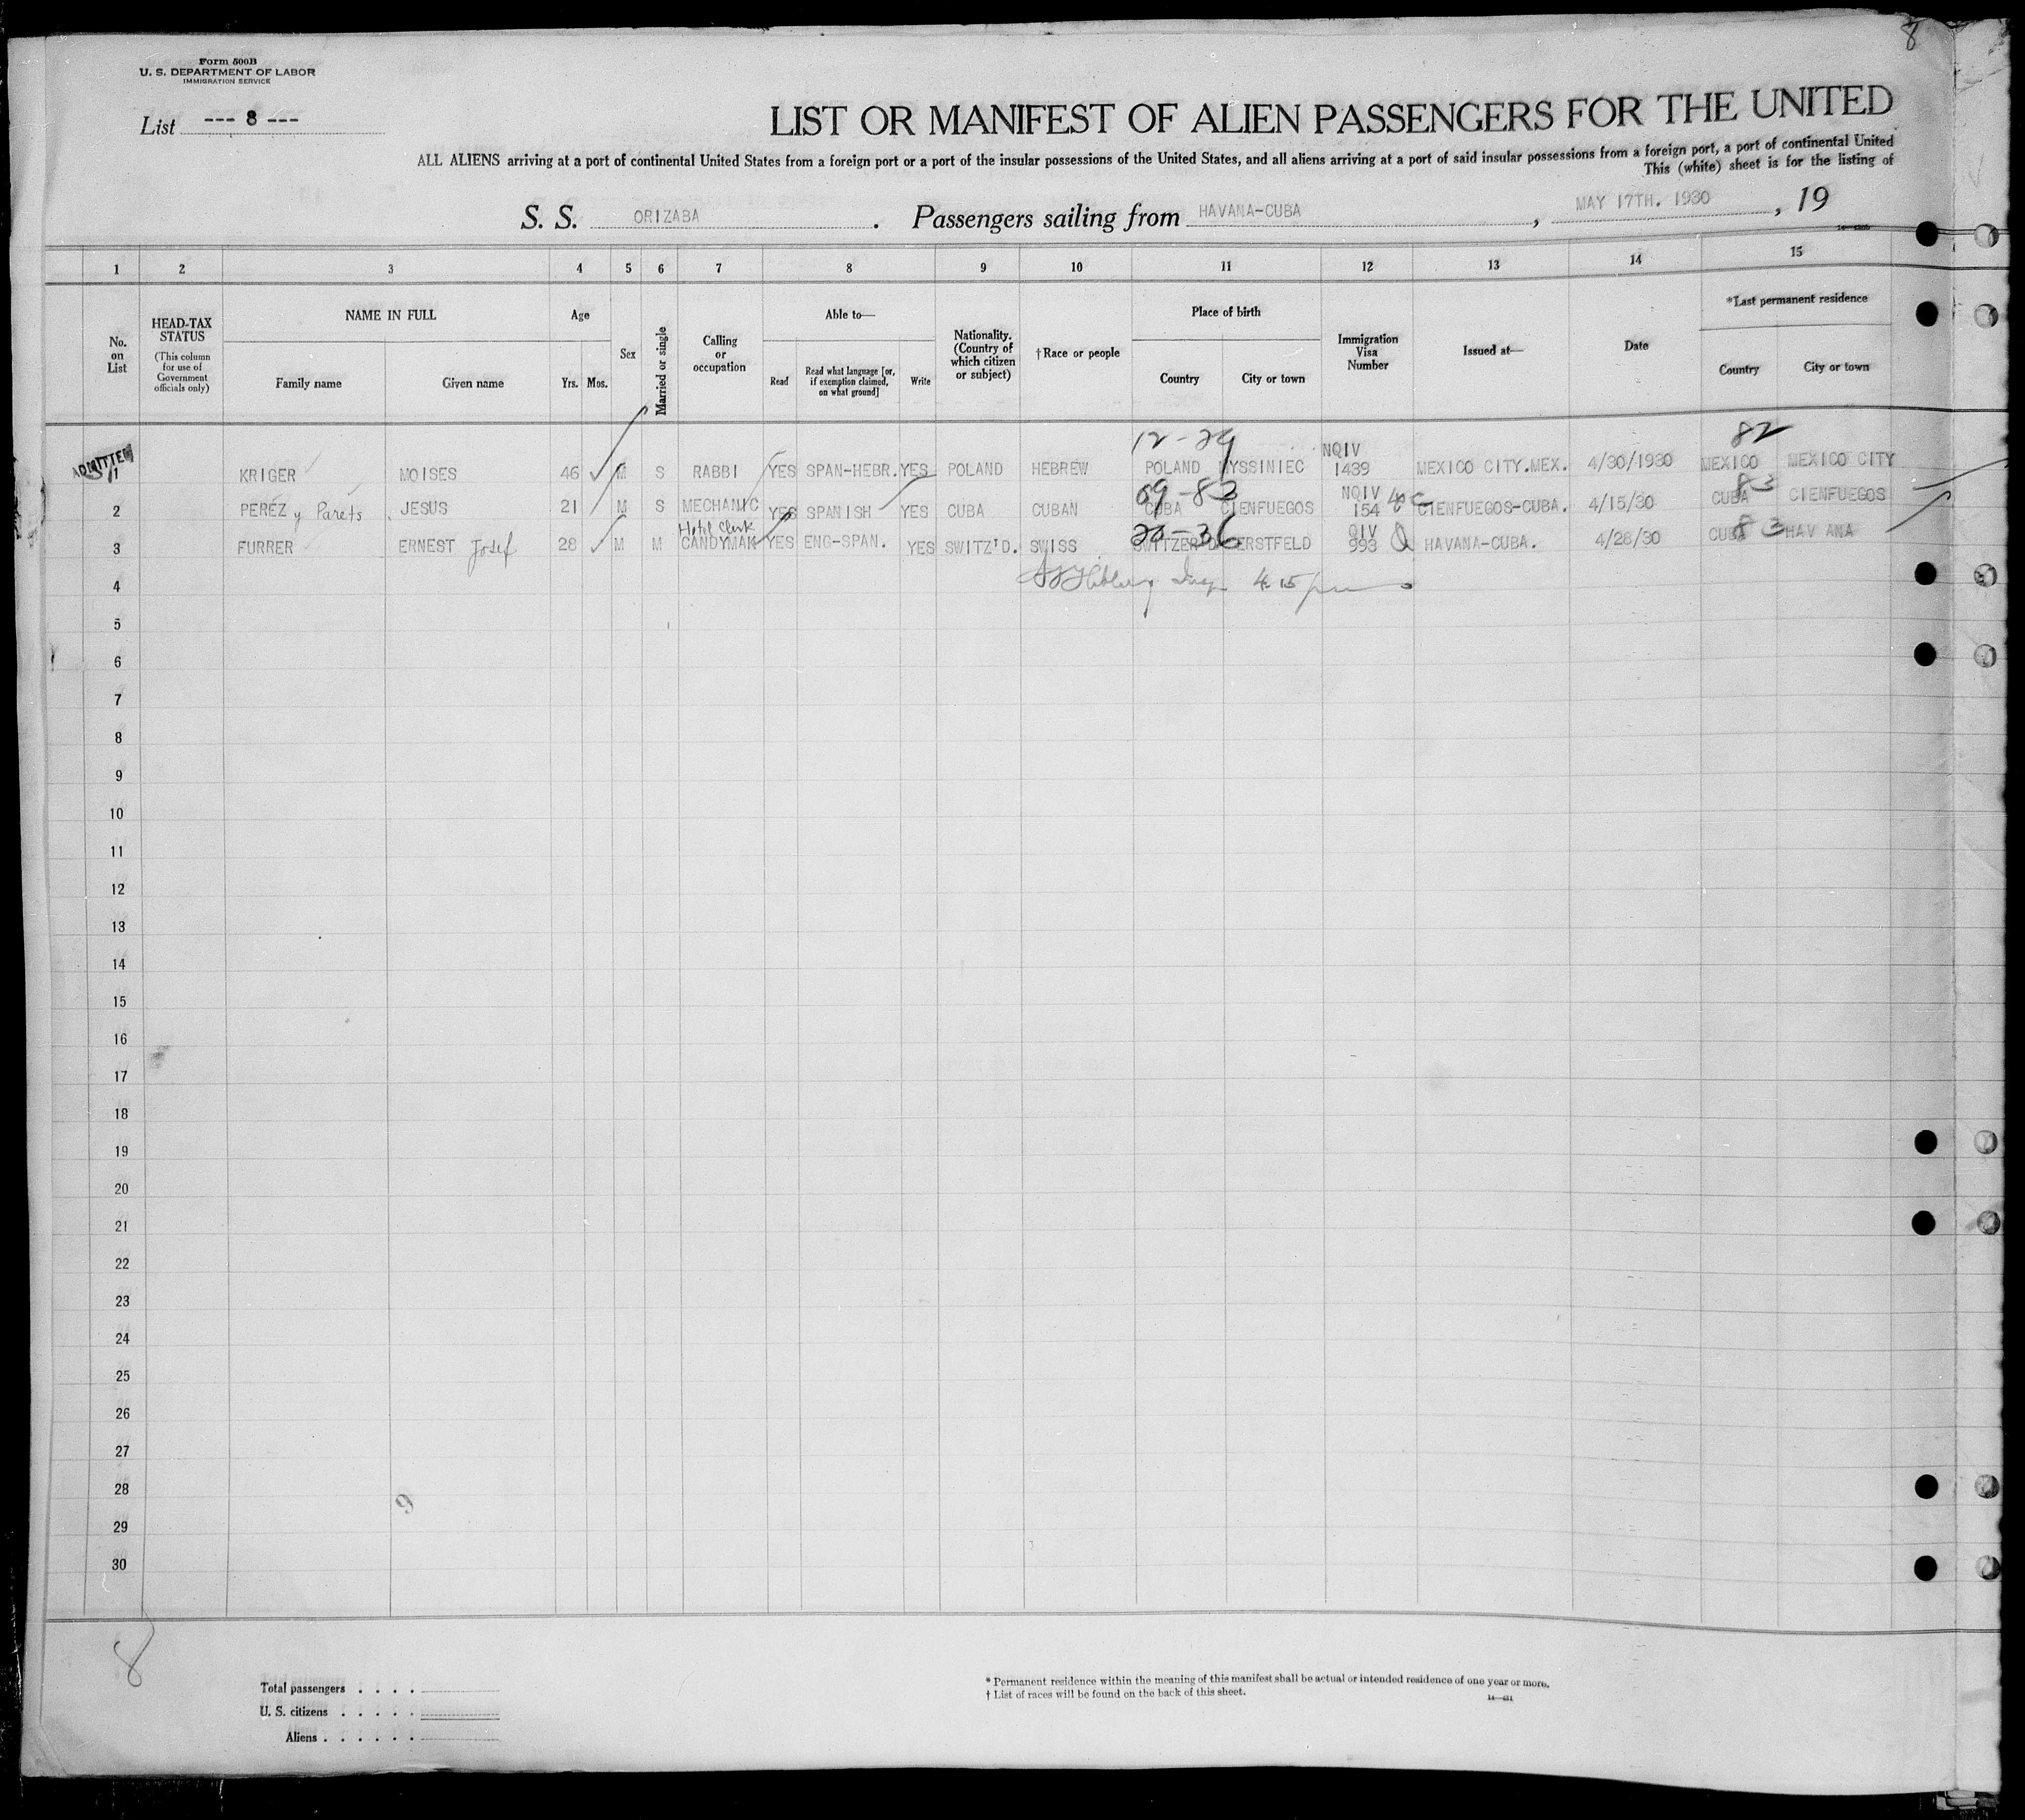 8
Form 500B
U. S. DEPARTMENT OF LABOR
IMMIGRATION SERVICE
List --- 8 ---
LIST OR MANIFEST OF ALIEN PASSENGERS FOR THE UNITED
ALL ALIENS arriving at a port of continental United States from a foreign port or a port of the insular possessions of the United States, and all aliens arriving at a port of said insular possessions from a foreign port, a port of continental United
This (white) sheet is for the listing of
S. S. ORIZABA . Passengers sailing from HAVANA-CUBA , MAY 17TH. 1930 , 19
1 2 3 4 5 6 7 8 9 10 11 12 13 14 15
No. on List
HEAD-TAX STATUS
(This column for use of Government officials only)
NAME IN FULL
Family name Given name
Age
Yrs. Mos.
Sex
Married or single
Calling or occupation
Able to—
Read
Read what language [or, if exemption claimed, on what ground]
Write
Nationality. (Country of which citizen or subject)
†Race or people
Place of birth
Country City or town
Immigration Visa Number
Issued at—
Date
*Last permanent residence
Country City or town
12-29 82
ADMITTED
1 KRIGER MOISES 46 M S RABBI YES SPAN-HEBR. YES POLAND HEBREW POLAND MYSSINIEC NQIV 1439 MEXICO CITY.MEX. 4/30/1930 MEXICO MEXICO CITY
69-83 83
2 PEREZ y Parets JESUS 21 M S MECHANIC YES SPANISH YES CUBA CUBAN CUBA CIENFUEGOS NQIV 154 CIENFUEGOS-CUBA. 4/15/30 CUBA CIENFUEGOS
Hotel Clerk 83
3 FURRER ERNEST Josef 28 M M CANDYMAK YES ENG-SPAN. YES SWITZ'D. SWISS QIV 993 HAVANA-CUBA. 4/28/30 CUBA HAVANA
4 4 15 pm
5
6
7
8
9
10
11
12
13
14
15
16
17
18
19
20
21
22
23
24
25
26
27
28
9
29
30
8
Total passengers . . . .
U. S. citizens . . . . .
Aliens . . . . . .
* Permanent residence within the meaning of this manifest shall be actual or intended residence of one year or more.
† List of races will be found on the back of this sheet.